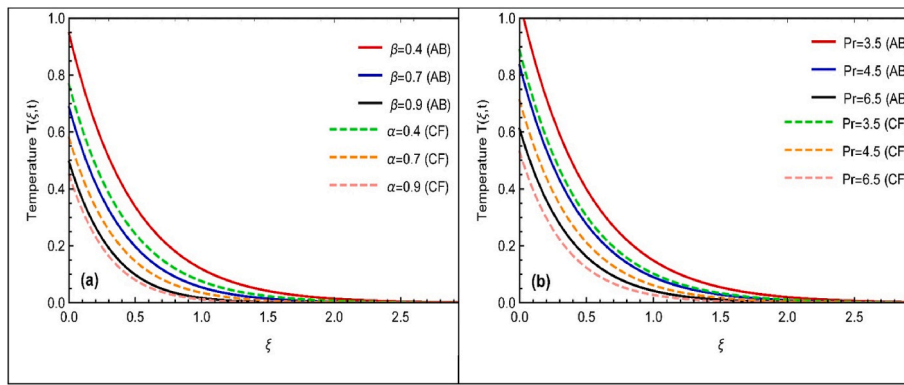 1.0
0.8
0.6
0.4
0.2
0.0
Temperature T(ξ,t)
β=0.4 (AB)
β=0.7 (AB)
β=0.9 (AB)
α=0.4 (CF)
α=0.7 (CF)
α=0.9 (CF)
(a)
0.0 0.5 1.0 1.5 2.0 2.5
ξ
1.0
0.8
0.6
0.4
0.2
0.0
Temperature T(ξ,t)
Pr=3.5 (AB
Pr=4.5 (AB
Pr=6.5 (AB
Pr=3.5 (CF
Pr=4.5 (CF
Pr=6.5 (CF
(b)
0.0 0.5 1.0 1.5 2.0 2.5
ξ